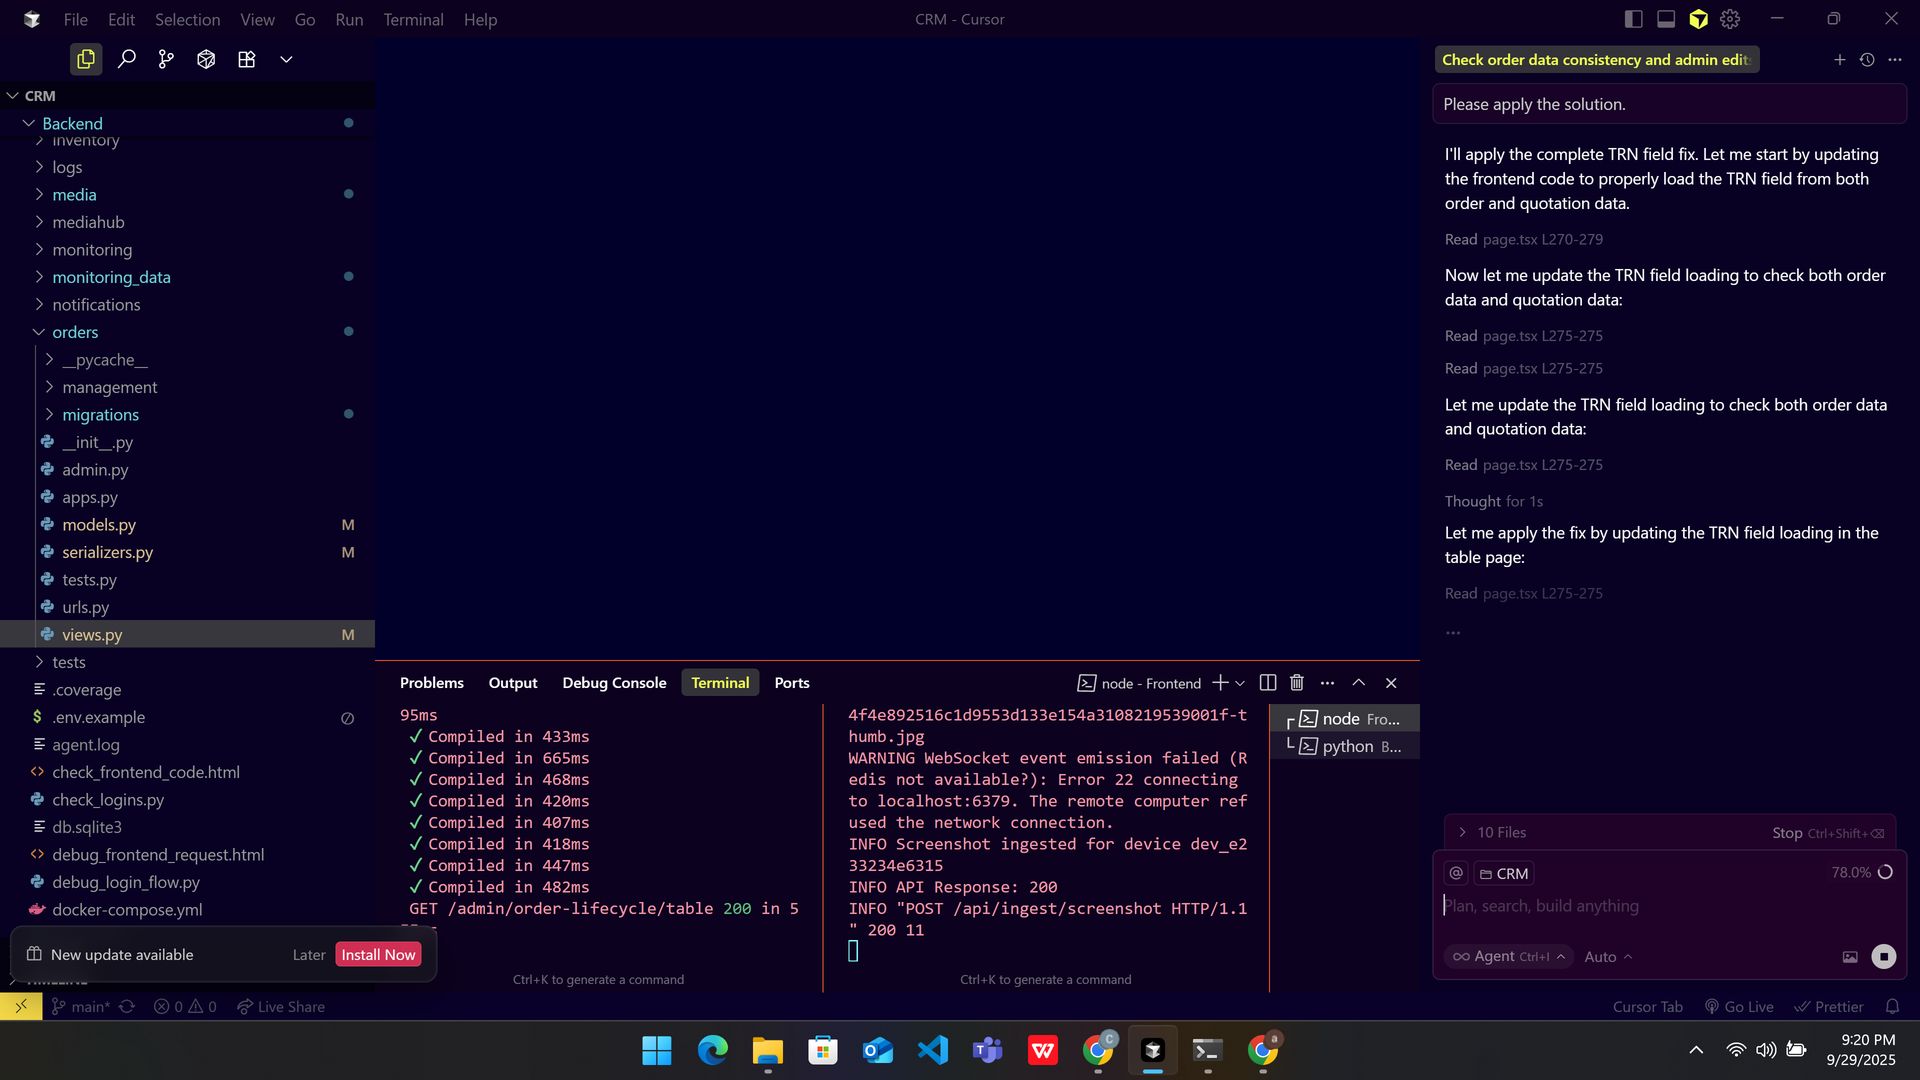 File Edit Selection View Go Run Terminal Help
CRM - Cursor
CRM
Backend
inventory
logs
media
mediahub
monitoring
monitoring_data
notifications
orders
__pycache__
management
migrations
__init__.py
admin.py
apps.py
models.py M
serializers.py M
tests.py
urls.py
views.py M
tests
.coverage
$ .env.example
agent.log
check_frontend_code.html
check_logins.py
db.sqlite3
debug_frontend_request.html
debug_login_flow.py
docker-compose.yml
New update available Later Install Now
TIMELINE
Problems Output Debug Console Terminal Ports
node - Frontend
95ms
✓ Compiled in 433ms
✓ Compiled in 665ms
✓ Compiled in 468ms
✓ Compiled in 420ms
✓ Compiled in 407ms
✓ Compiled in 418ms
✓ Compiled in 447ms
✓ Compiled in 482ms
GET /admin/order-lifecycle/table 200 in 5
Ctrl+K to generate a command
4f4e892516c1d9553d133e154a3108219539001f-t
humb.jpg
WARNING WebSocket event emission failed (R
edis not available?): Error 22 connecting
to localhost:6379. The remote computer ref
used the network connection.
INFO Screenshot ingested for device dev_e2
33234e6315
INFO API Response: 200
INFO "POST /api/ingest/screenshot HTTP/1.1
" 200 11
Ctrl+K to generate a command
node Fro...
python B...
Check order data consistency and admin edit
Please apply the solution.
I'll apply the complete TRN field fix. Let me start by updating
the frontend code to properly load the TRN field from both
order and quotation data.
Read page.tsx L270-279
Now let me update the TRN field loading to check both order
data and quotation data:
Read page.tsx L275-275
Read page.tsx L275-275
Let me update the TRN field loading to check both order data
and quotation data:
Read page.tsx L275-275
Thought for 1s
Let me apply the fix by updating the TRN field loading in the
table page:
Read page.tsx L275-275
...
10 Files Stop Ctrl+Shift+⌫
@ CRM 78.0%
Plan, search, build anything
∞ Agent Ctrl+I Auto
main* 0 0 Live Share
Cursor Tab Go Live Prettier
9:20 PM
9/29/2025